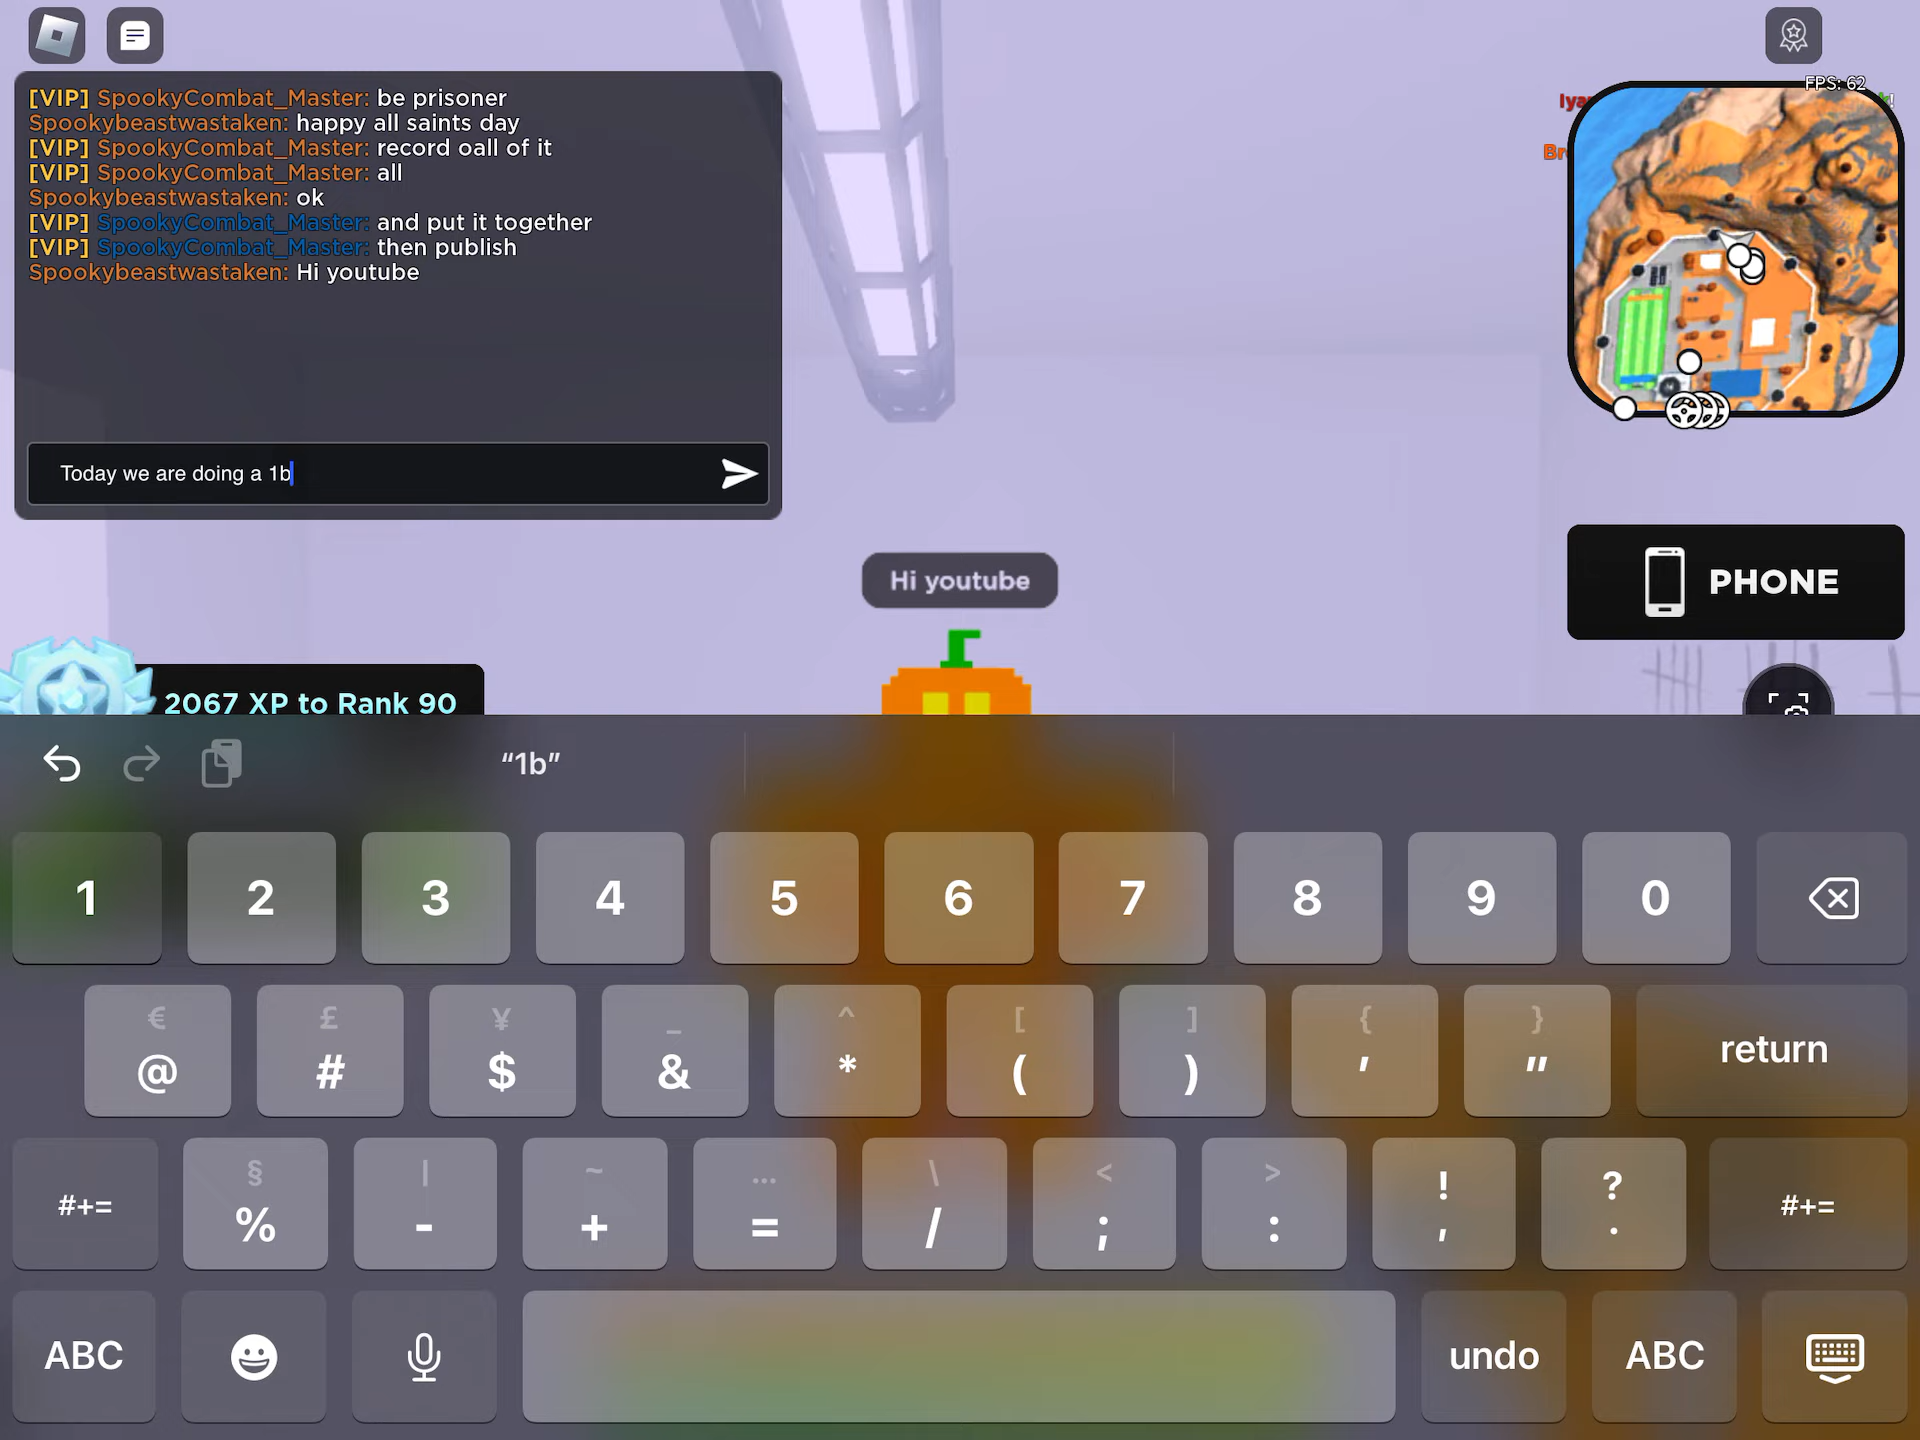 FPS: 62
[VIP] SpookyCombat_Master: be prisoner
Spookybeastwastaken: happy all saints day
[VIP] SpookyCombat_Master: record oall of it
[VIP] SpookyCombat_Master: all
Spookybeastwastaken: ok
[VIP] SpookyCombat_Master: and put it together
[VIP] SpookyCombat_Master: then publish
Spookybeastwastaken: Hi youtube
Today we are doing a 1b
Hi youtube
PHONE
2067 XP to Rank 90
“1b”
1 2 3 4 5 6 7 8 9 0
€ £ ¥ _ ^ [ ] { }
@ # $ & * ( ) ' " return
§ | ~ … \ < > ! ?
#+= % - + = / ; : , . #+=
ABC undo ABC